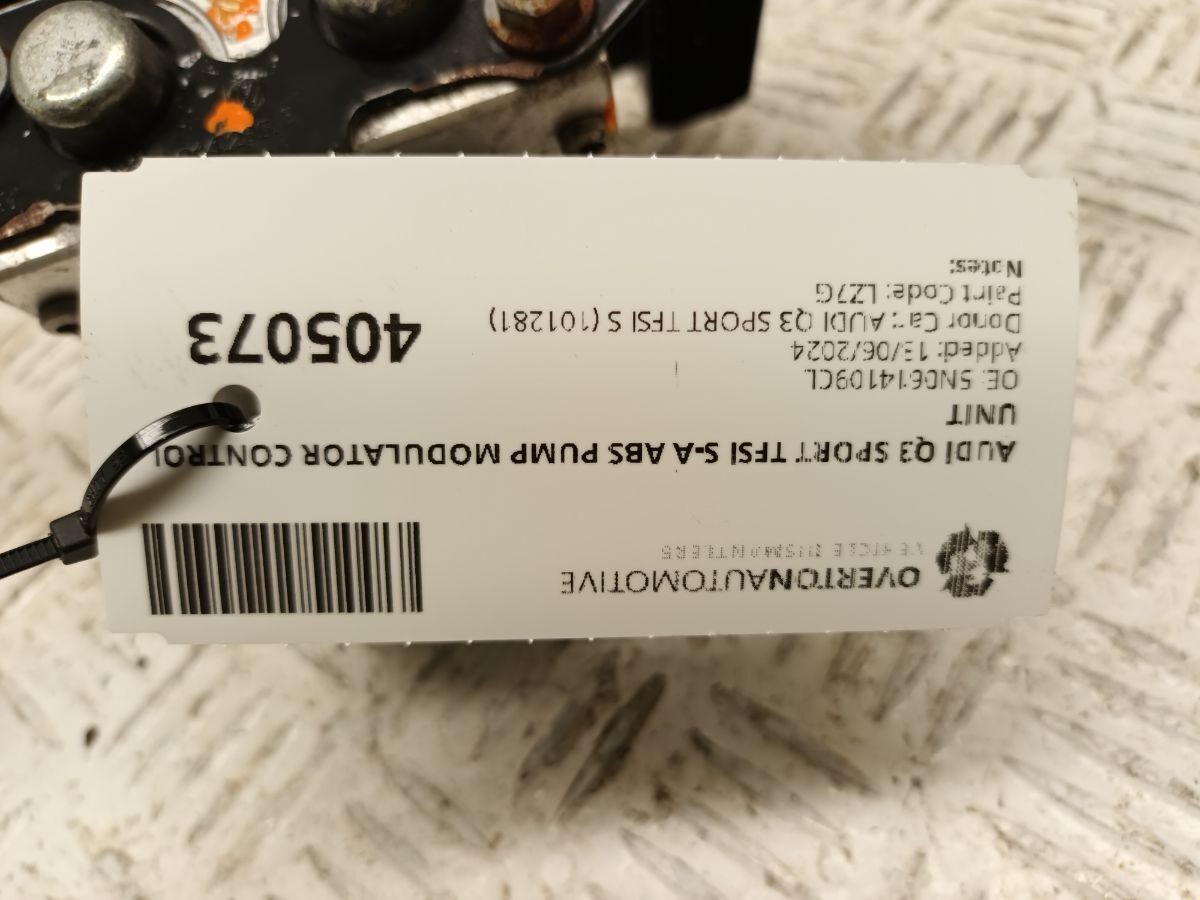 OVERTONAUTOMOTIVE
VEHICLE DISMANTLERS
AUDI Q3 SPORT TFSI S-A ABS PUMP MODULATOR CONTROL
UNIT
OE: 5N0614109CL
Added: 13/06/2024
Donor Car: AUDI Q3 SPORT TFSI S (101281)
Paint Code: LZ7G
Notes:
405073